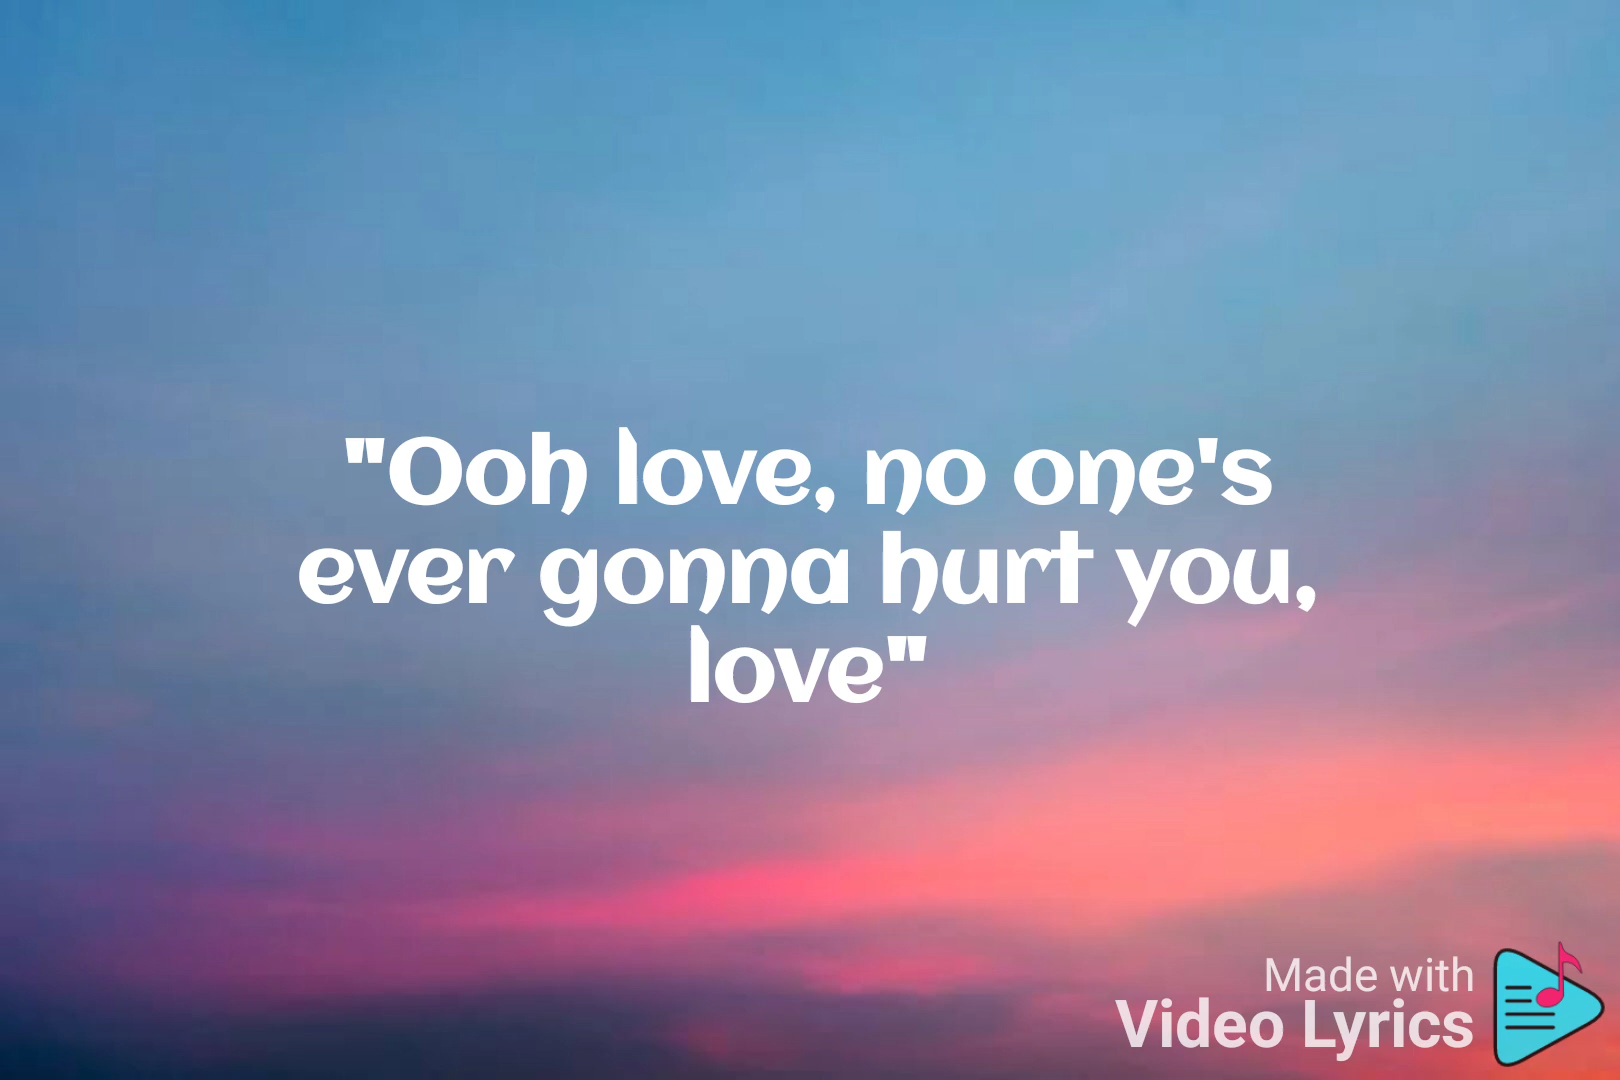 "Ooh love, no one's
ever gonna hurt you,
love"
Made with
Video Lyrics